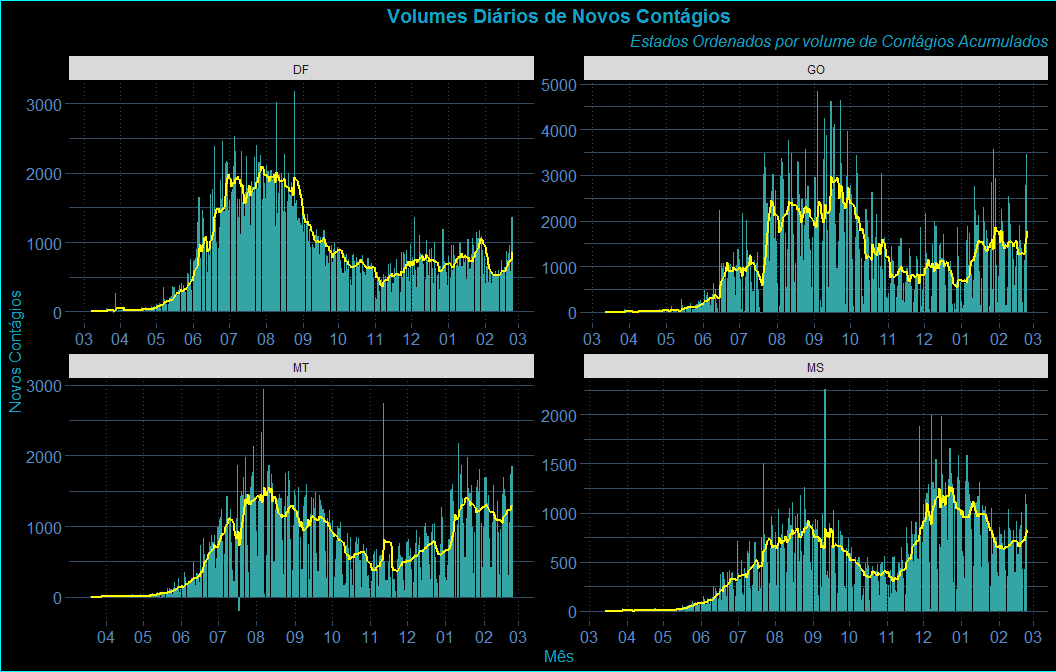 Volumes Diários de Novos Contágios
Estados Ordenados por volume de Contágios Acumulados
Novos Contágios
DF
3000
2000
1000
0
03 04 05 06 07 08 09 10 11 12 01 02 03
GO
5000
4000
3000
2000
1000
0
03 04 05 06 07 08 09 10 11 12 01 02 03
MT
3000
2000
1000
0
04 05 06 07 08 09 10 11 12 01 02 03
MS
2000
1500
1000
500
0
03 04 05 06 07 08 09 10 11 12 01 02 03
Mês